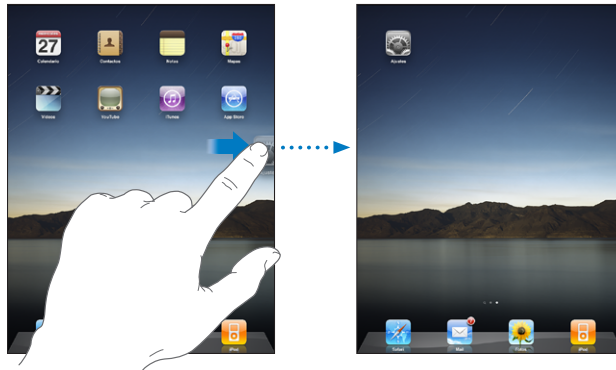 27
Calendario Contactos Notas Mapas
Vídeos YouTube iTunes App Store
iPod
Ajustes
Safari Mail Fotos iPod